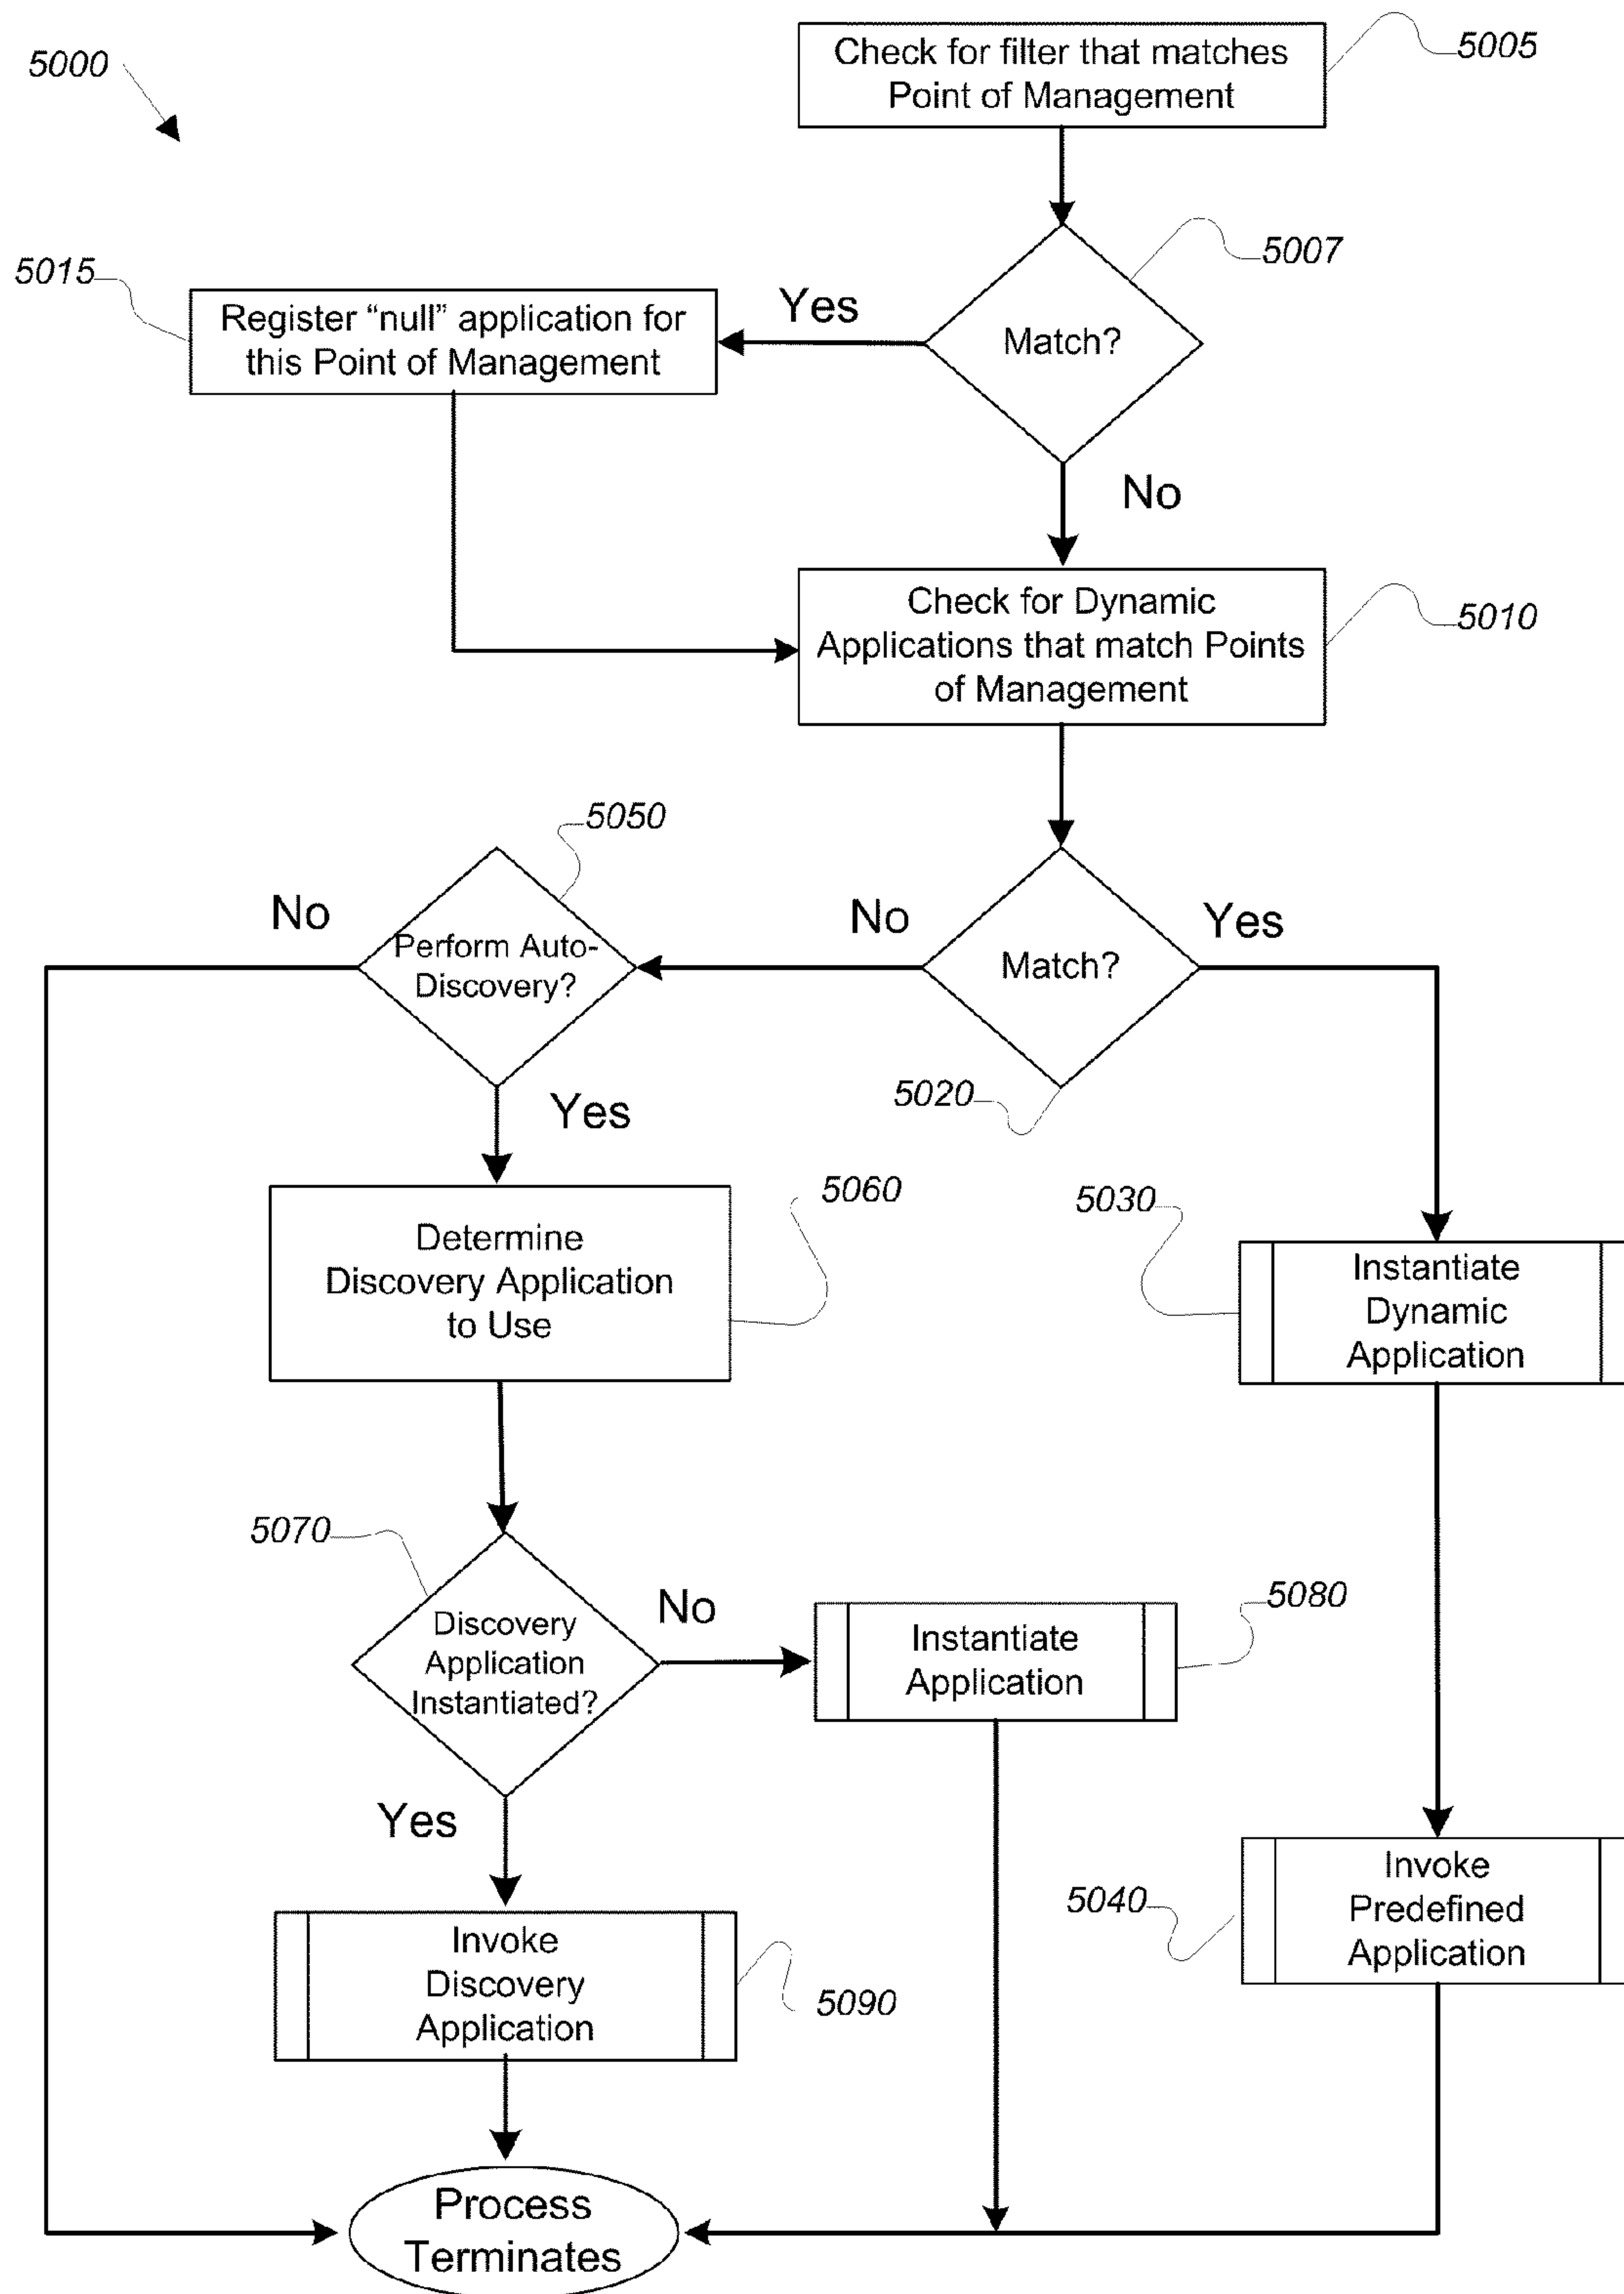 5000
Check for filter that matches
Point of Management
5005
5007
5015
Register “null” application for
this Point of Management
Yes
Match?
No
Check for Dynamic
Applications that match Points
of Management
5010
5050
No
Perform Auto-
Discovery?
No
Match?
Yes
5020
Yes
Determine
Discovery Application
to Use
5060
5030
Instantiate
Dynamic
Application
5070
Discovery
Application
Instantiated?
No
Instantiate
Application
5080
Yes
Invoke
Discovery
Application
5090
5040
Invoke
Predefined
Application
Process
Terminates